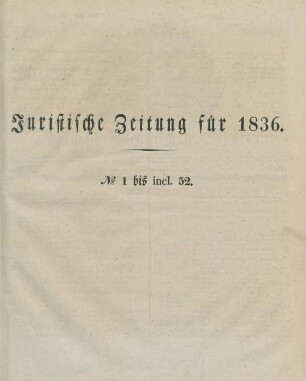 Juristische Zeitung für 1836.
№ 1 bis incl. 52.